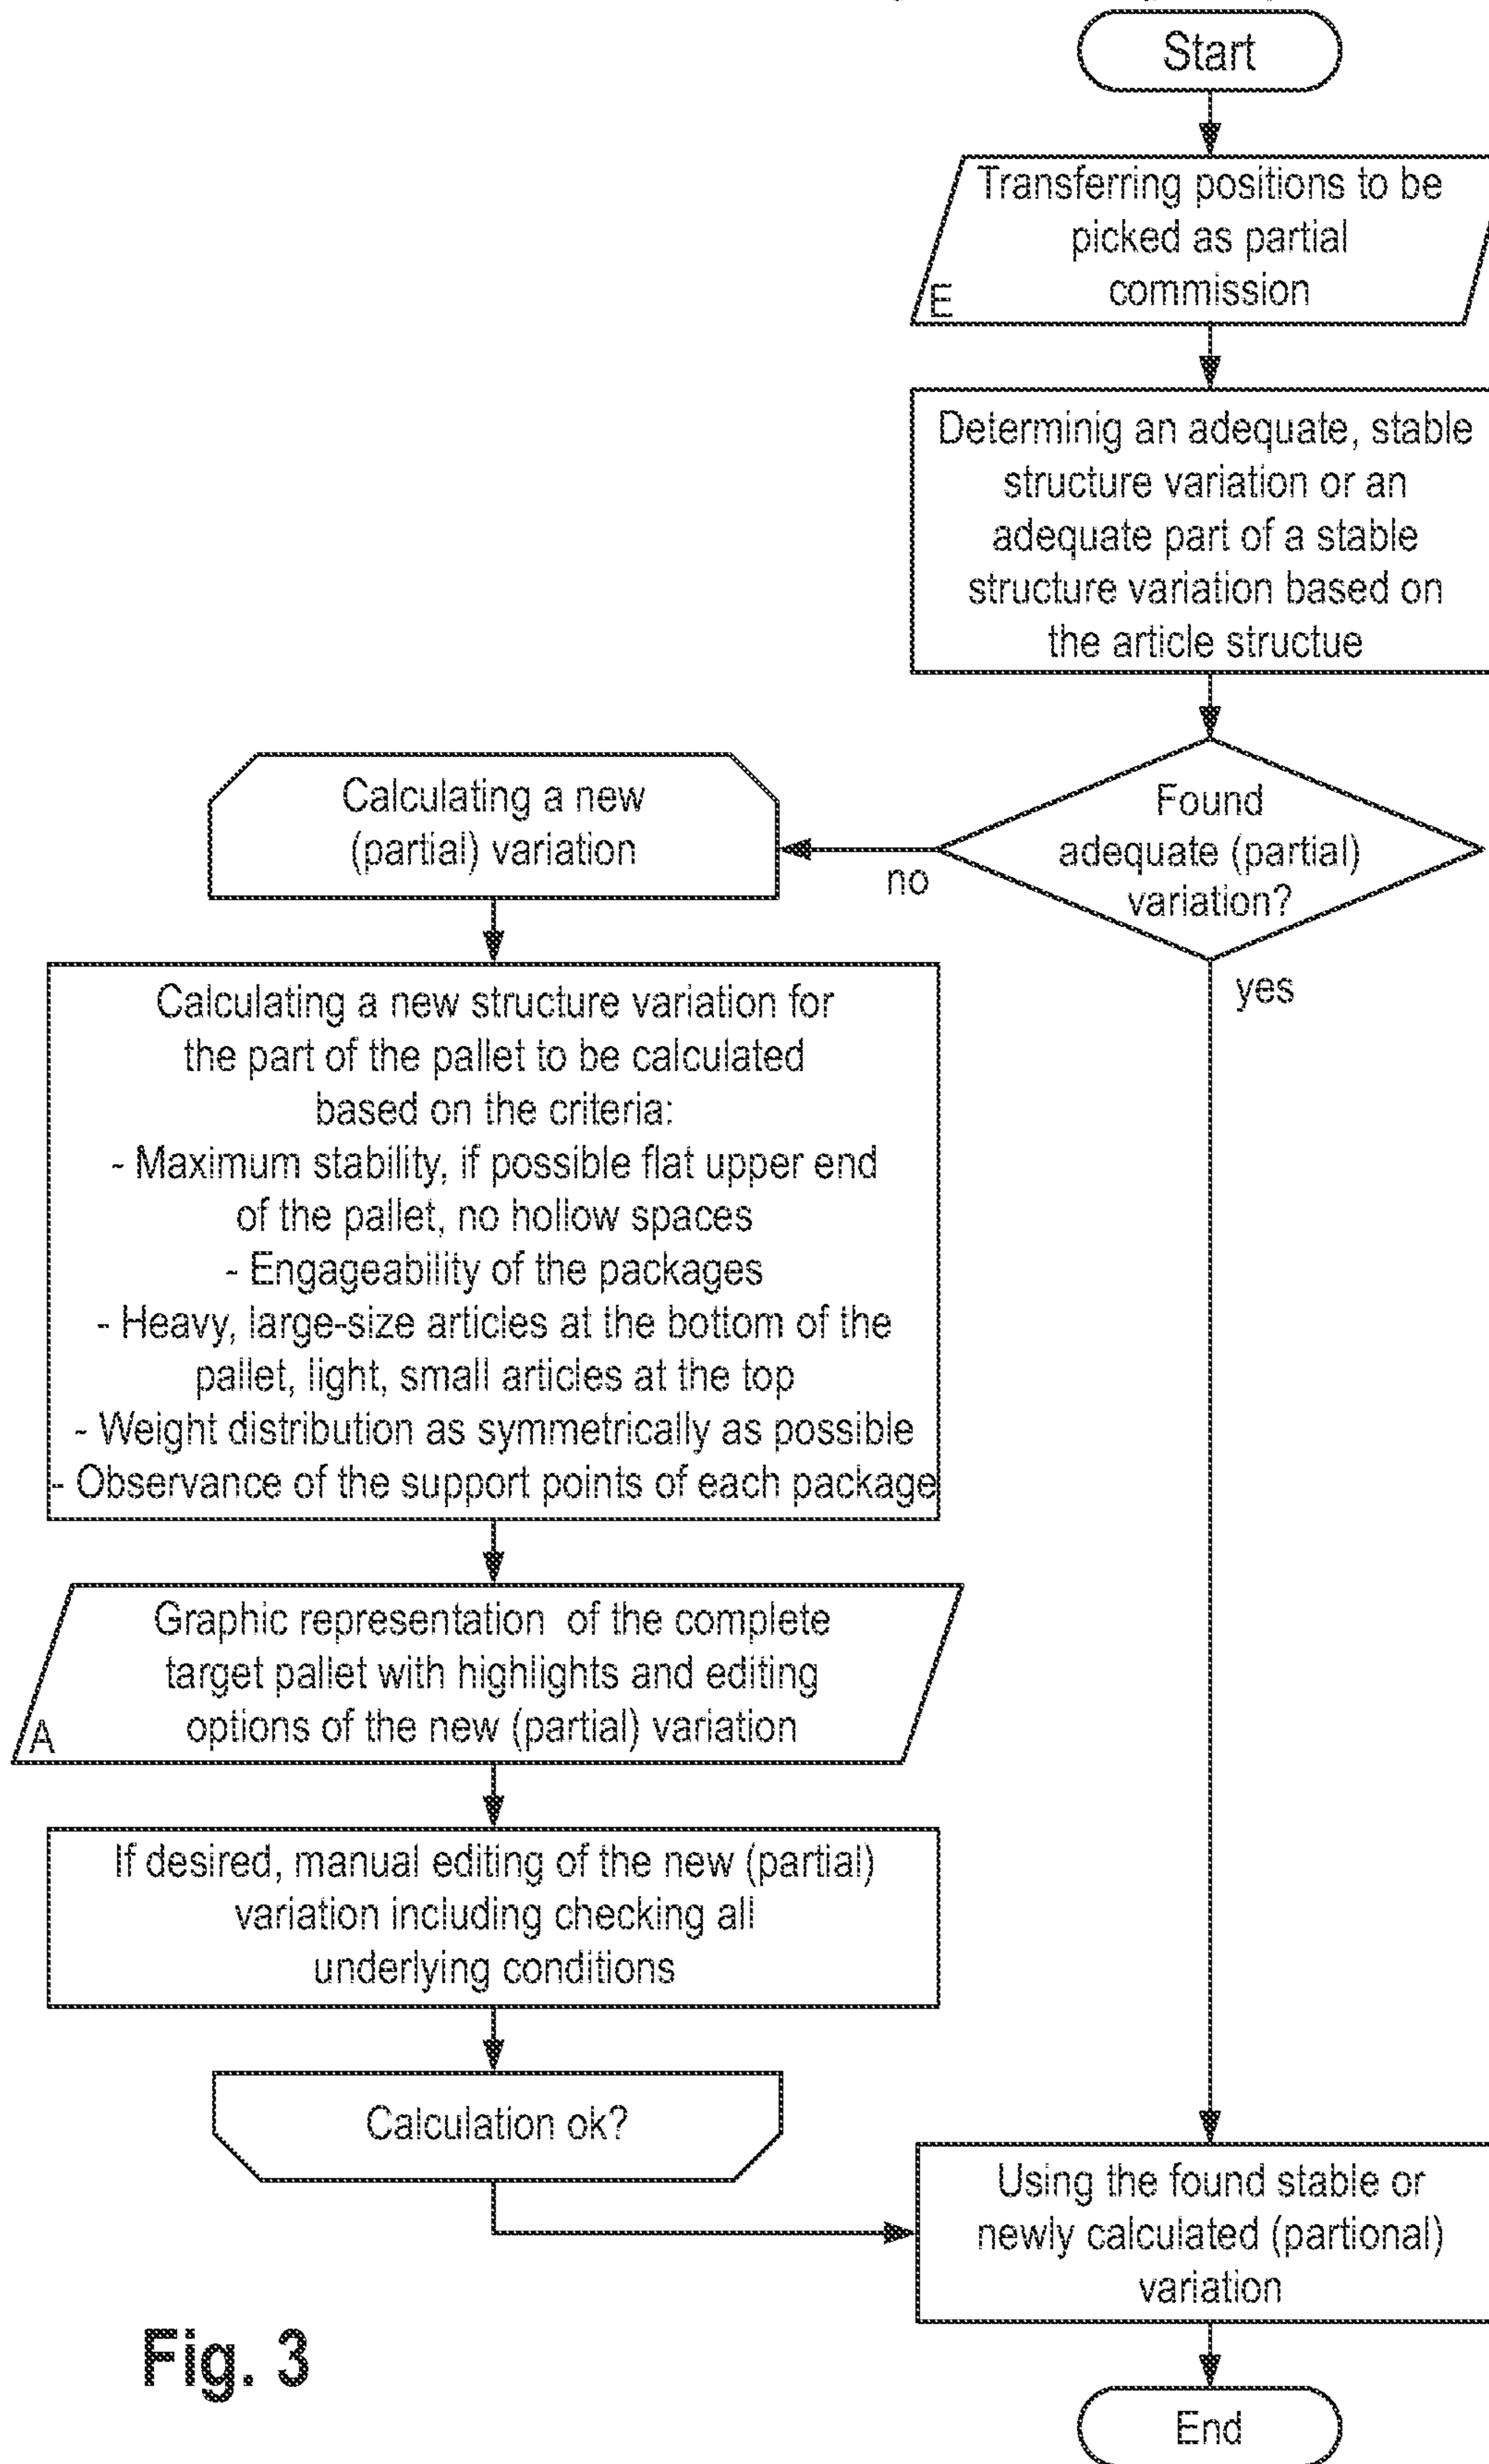 Start
Transferring positions to be
picked as partial
commission
E
Determinig an adequate, stable
structure variation or an
adequate part of a stable
structure variation based on
the article structue
Found
adequate (partial)
variation?
no
yes
Calculating a new
(partial) variation
Calculating a new structure variation for
the part of the pallet to be calculated
based on the criteria:
- Maximum stability, if possible flat upper end
of the pallet, no hollow spaces
- Engageability of the packages
- Heavy, large-size articles at the bottom of the
pallet, light, small articles at the top
- Weight distribution as symmetrically as possible
- Observance of the support points of each package
Graphic representation of the complete
target pallet with highlights and editing
options of the new (partial) variation
A
If desired, manual editing of the new (partial)
variation including checking all
underlying conditions
Calculation ok?
Using the found stable or
newly calculated (partional)
variation
End
Fig. 3